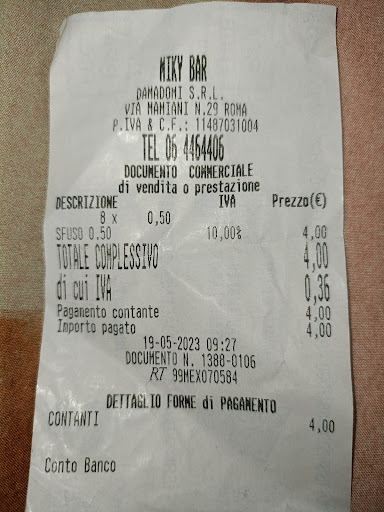 MIKY BAR
DAMADOMI S.R.L.
VIA MAMIANI N.29 ROMA
P.IVA & C.F.: 11487031004
TEL 06 4464406
DOCUMENTO COMMERCIALE
di vendita o prestazione
DESCRIZIONE IVA Prezzo(€)
8 x 0,50
SFUSO 0.50 10,00% 4,00
TOTALE COMPLESSIVO 4,00
di cui IVA 0,36
Pagamento contante 4,00
Importo pagato 4,00
19-05-2023 09:27
DOCUMENTO N. 1388-0106
RT 99MEX070584
DETTAGLIO FORME di PAGAMENTO
CONTANTI 4,00
Conto Banco